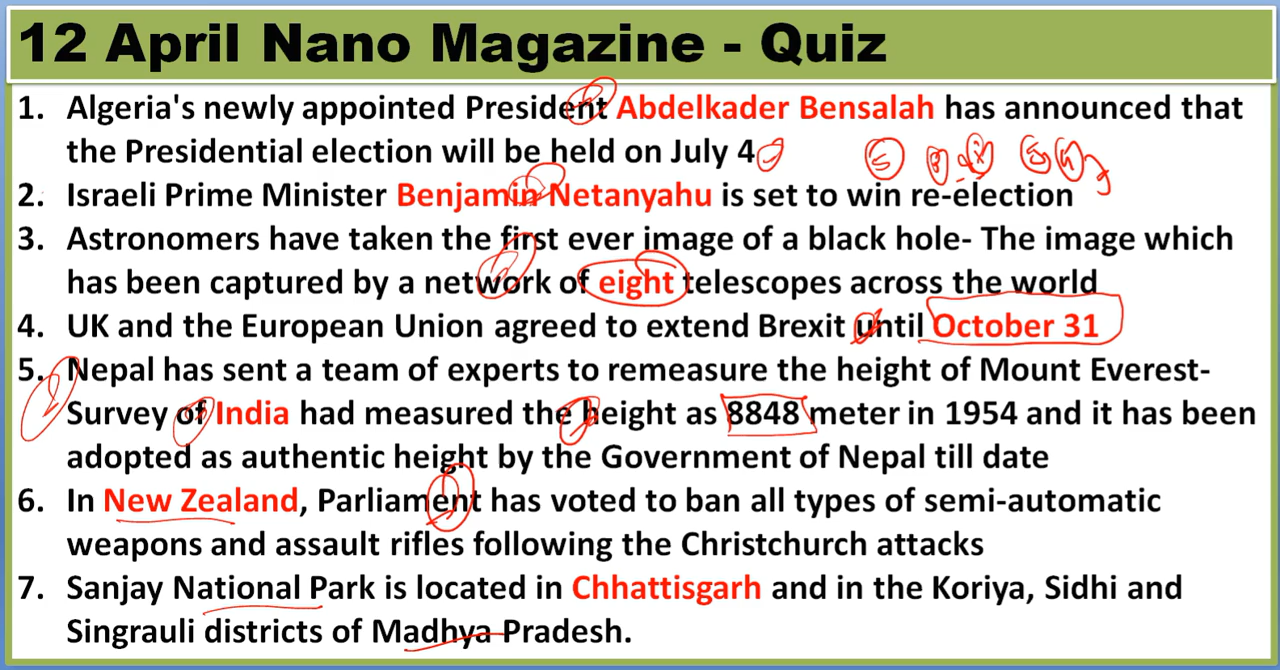 12 April Nano Magazine - Quiz
1. Algeria's newly appointed President Abdelkader Bensalah has announced that
the Presidential election will be held on July 4
2. Israeli Prime Minister Benjamin Netanyahu is set to win re-election
3. Astronomers have taken the first ever image of a black hole- The image which
has been captured by a network of eight telescopes across the world
4. UK and the European Union agreed to extend Brexit until October 31
5. Nepal has sent a team of experts to remeasure the height of Mount Everest-
Survey of India had measured the height as 8848 meter in 1954 and it has been
adopted as authentic height by the Government of Nepal till date
6. In New Zealand, Parliament has voted to ban all types of semi-automatic
weapons and assault rifles following the Christchurch attacks
7. Sanjay National Park is located in Chhattisgarh and in the Koriya, Sidhi and
Singrauli districts of Madhya Pradesh.